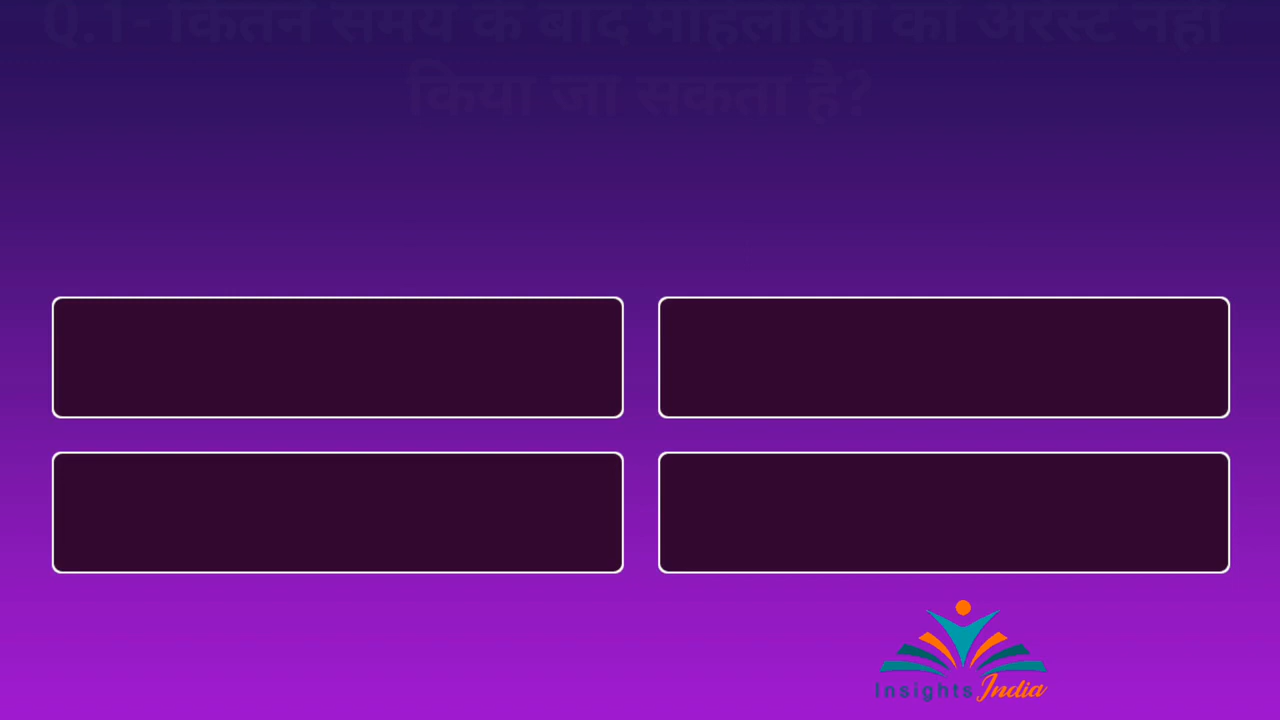 Q.1- कितने समय के बाद महिलाओं को अरेस्ट नहीं
किया जा सकता है?
Insights India